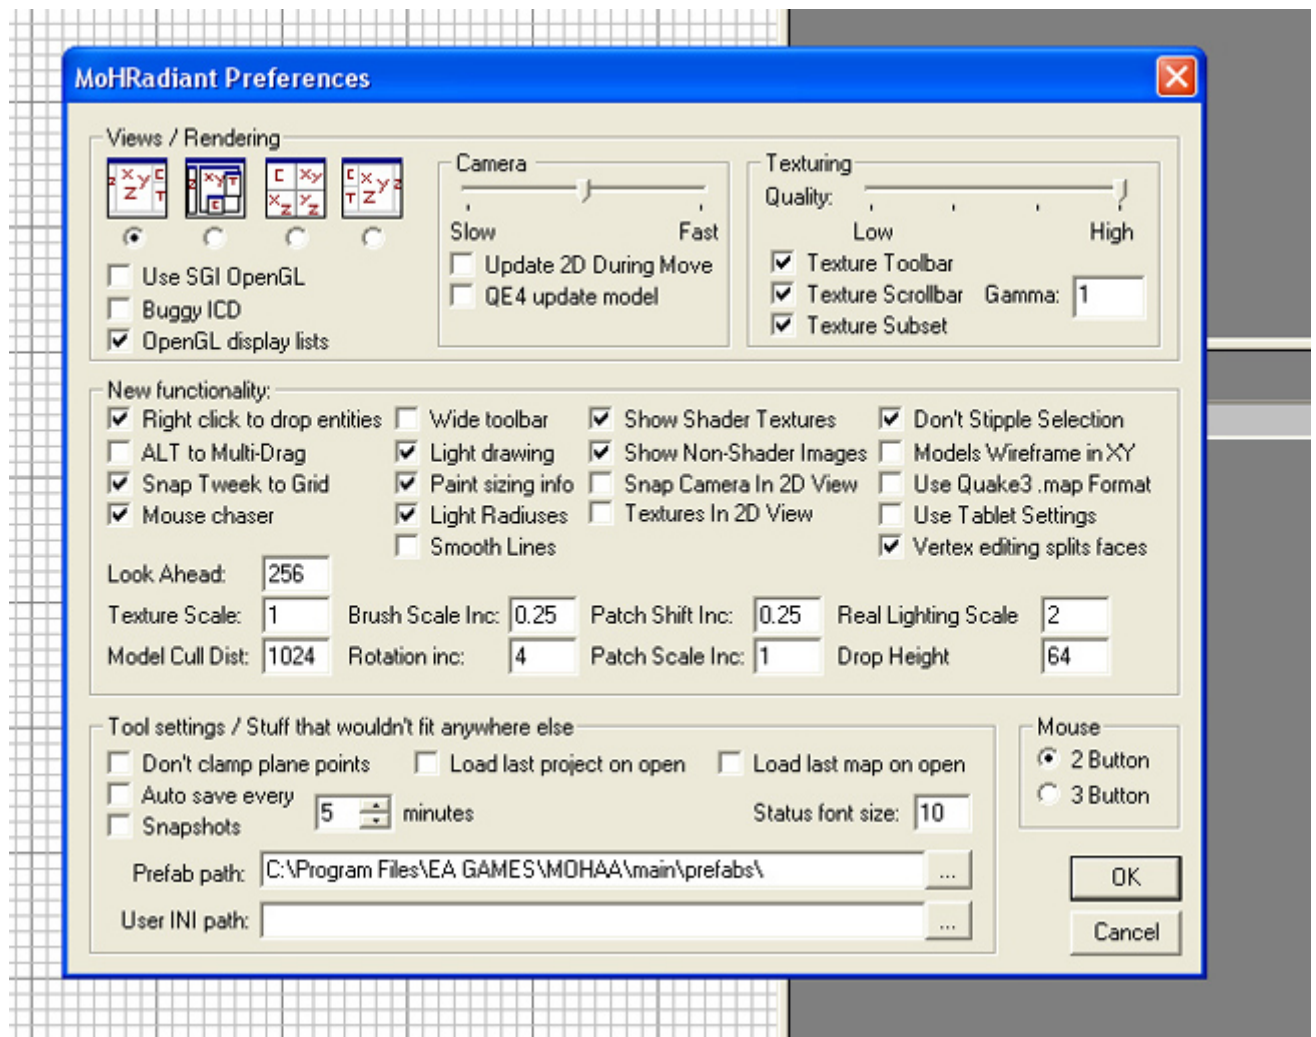 MoHRadiant Preferences
Views / Rendering
Camera
Texturing
Quality:
Slow Fast
Low High
Use SGI OpenGL
Buggy ICD
OpenGL display lists
Update 2D During Move
QE4 update model
Texture Toolbar
Texture Scrollbar Gamma: 1
Texture Subset
New functionality:
Right click to drop entities Wide toolbar Show Shader Textures Don't Stipple Selection
ALT to Multi-Drag Light drawing Show Non-Shader Images Models Wireframe in XY
Snap Tweek to Grid Paint sizing info Snap Camera In 2D View Use Quake3 .map Format
Mouse chaser Light Radiuses Textures In 2D View Use Tablet Settings
Smooth Lines Vertex editing splits faces
Look Ahead: 256
Texture Scale: 1 Brush Scale Inc: 0.25 Patch Shift Inc: 0.25 Real Lighting Scale 2
Model Cull Dist: 1024 Rotation inc: 4 Patch Scale Inc: 1 Drop Height 64
Tool settings / Stuff that wouldn't fit anywhere else
Don't clamp plane points Load last project on open Load last map on open
Auto save every 5 minutes Status font size: 10
Snapshots
Prefab path: C:\Program Files\EA GAMES\MOHAA\main\prefabs\ ...
User INI path: ...
Mouse
2 Button
3 Button
OK
Cancel